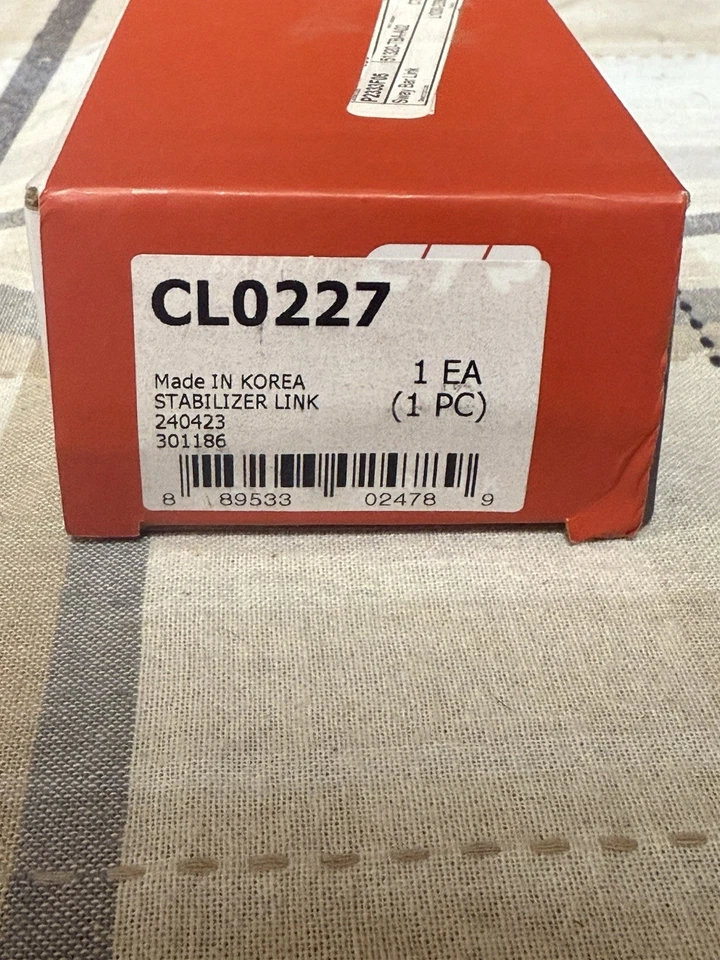 P2333F05
Sway Bar Link
CL0227
Made IN KOREA
STABILIZER LINK
240423
301186
1 EA
(1 PC)
8 89533 02478 9